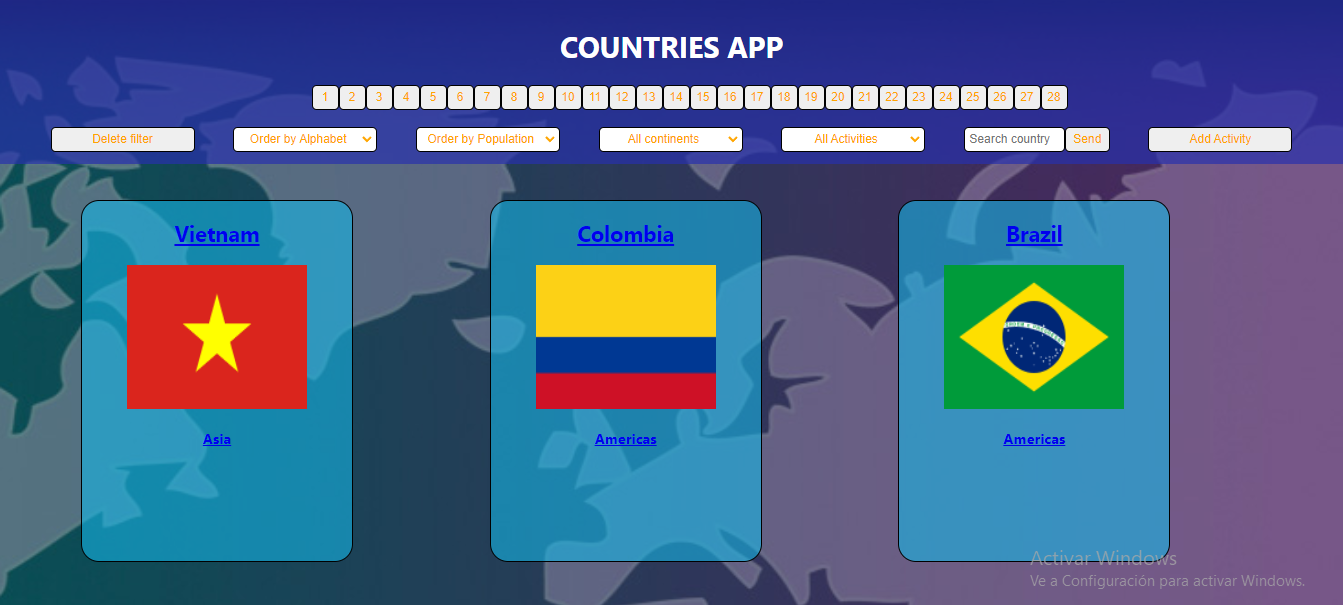 COUNTRIES APP
1 2 3 4 5 6 7 8 9 10 11 12 13 14 15 16 17 18 19 20 21 22 23 24 25 26 27 28
Delete filter Order by Alphabet Order by Population All continents All Activities Search country Send Add Activity
Vietnam Colombia Brazil
Asia Americas Americas
Activar Windows
Ve a Configuración para activar Windows.